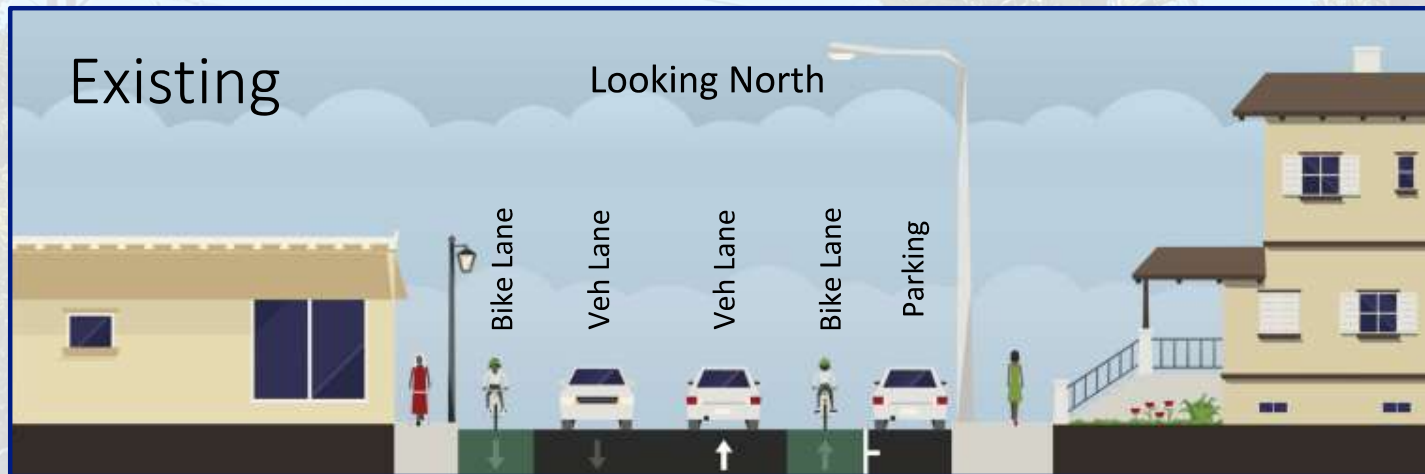 Existing
Looking North
Bike Lane
Veh Lane
Veh Lane
Bike Lane
Parking